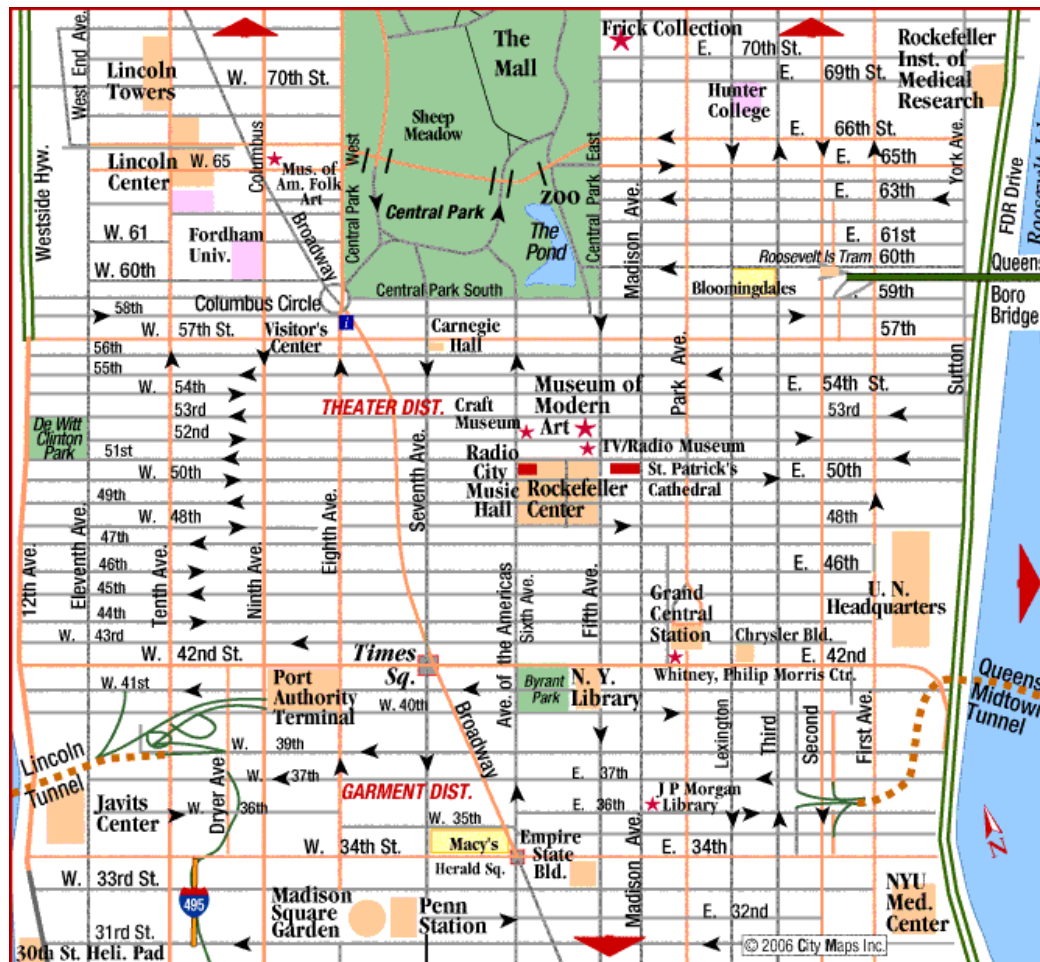 West End Ave.
Lincoln
Towers
W. 70th St.
Columbus
The
Mall
Sheep
Meadow
Frick Collection
E. 70th St.
E. 69th St.
Hunter
College
Rockefeller
Inst. of
Medical
Research
E. 66th St.
E. 65th
E. 63rd
E. 61st
Roosevelt Is Tram 60th
59th
57th
York Ave.
FDR Drive
Queens
Boro
Bridge
Westside Hyw.
Lincoln
Center
W. 65
Mus. of
Am. Folk
Art
Central Park West
Central Park
ZOO
The
Pond
Central Park East
Madison Ave.
Bloomingdales
W. 61
W. 60th
Fordham
Univ.
Broadway
Columbus Circle
Central Park South
58th
W. 57th St.
Visitor's
Center
i
Carnegie
Hall
56th
55th
W. 54th
53rd
52nd
51st
W. 50th
49th
W. 48th
47th
46th
45th
44th
W. 43rd
W. 42nd St.
De Witt
Clinton
Park
THEATER DIST.
Craft
Museum
Museum of
Modern
Art
TV/Radio Museum
Radio
City
Music
Hall
Rockefeller
Center
St. Patrick's
Cathedral
Park Ave.
E. 54th St.
53rd
E. 50th
48th
E. 46th
Sutton
12th Ave.
Eleventh Ave.
Tenth Ave.
Ninth Ave.
Eighth Ave.
Seventh Ave.
Ave. of the Americas
Sixth Ave.
Fifth Ave.
Grand
Central
Station
Chrysler Bld.
U. N.
Headquarters
E. 42nd
Whitney, Philip Morris Ctr.
Times
Sq.
W. 41st
Port
Authority
Terminal
W. 40th
Byrant
Park
N. Y.
Library
Broadway
Lexington
Third
Second
First Ave.
Queens
Midtown
Tunnel
Lincoln
Tunnel
W. 39th
W. 37th
W. 36th
Dryer Ave
Javits
Center
GARMENT DIST.
E. 37th
E. 36th
J P Morgan
Library
W. 35th
Macy's
Herald Sq.
Empire
State
Bld.
Madison Ave.
W. 34th St.
E. 34th
W. 33rd St.
495
Madison
Square
Garden
Penn
Station
E. 32nd
NYU
Med.
Center
31rd St.
30th St. Heli. Pad
© 2006 City Maps Inc.
N